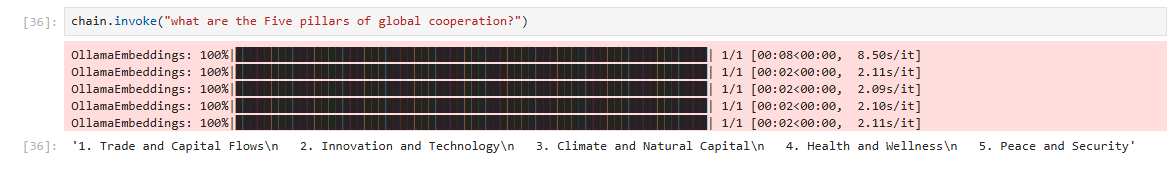 [36]: chain.invoke("what are the Five pillars of global cooperation?")
OllamaEmbeddings: 100%| | 1/1 [00:08<00:00, 8.50s/it]
OllamaEmbeddings: 100%| | 1/1 [00:02<00:00, 2.11s/it]
OllamaEmbeddings: 100%| | 1/1 [00:02<00:00, 2.09s/it]
OllamaEmbeddings: 100%| | 1/1 [00:02<00:00, 2.10s/it]
OllamaEmbeddings: 100%| | 1/1 [00:02<00:00, 2.11s/it]
[36]: '1. Trade and Capital Flows\n   2. Innovation and Technology\n   3. Climate and Natural Capital\n   4. Health and Wellness\n   5. Peace and Security'